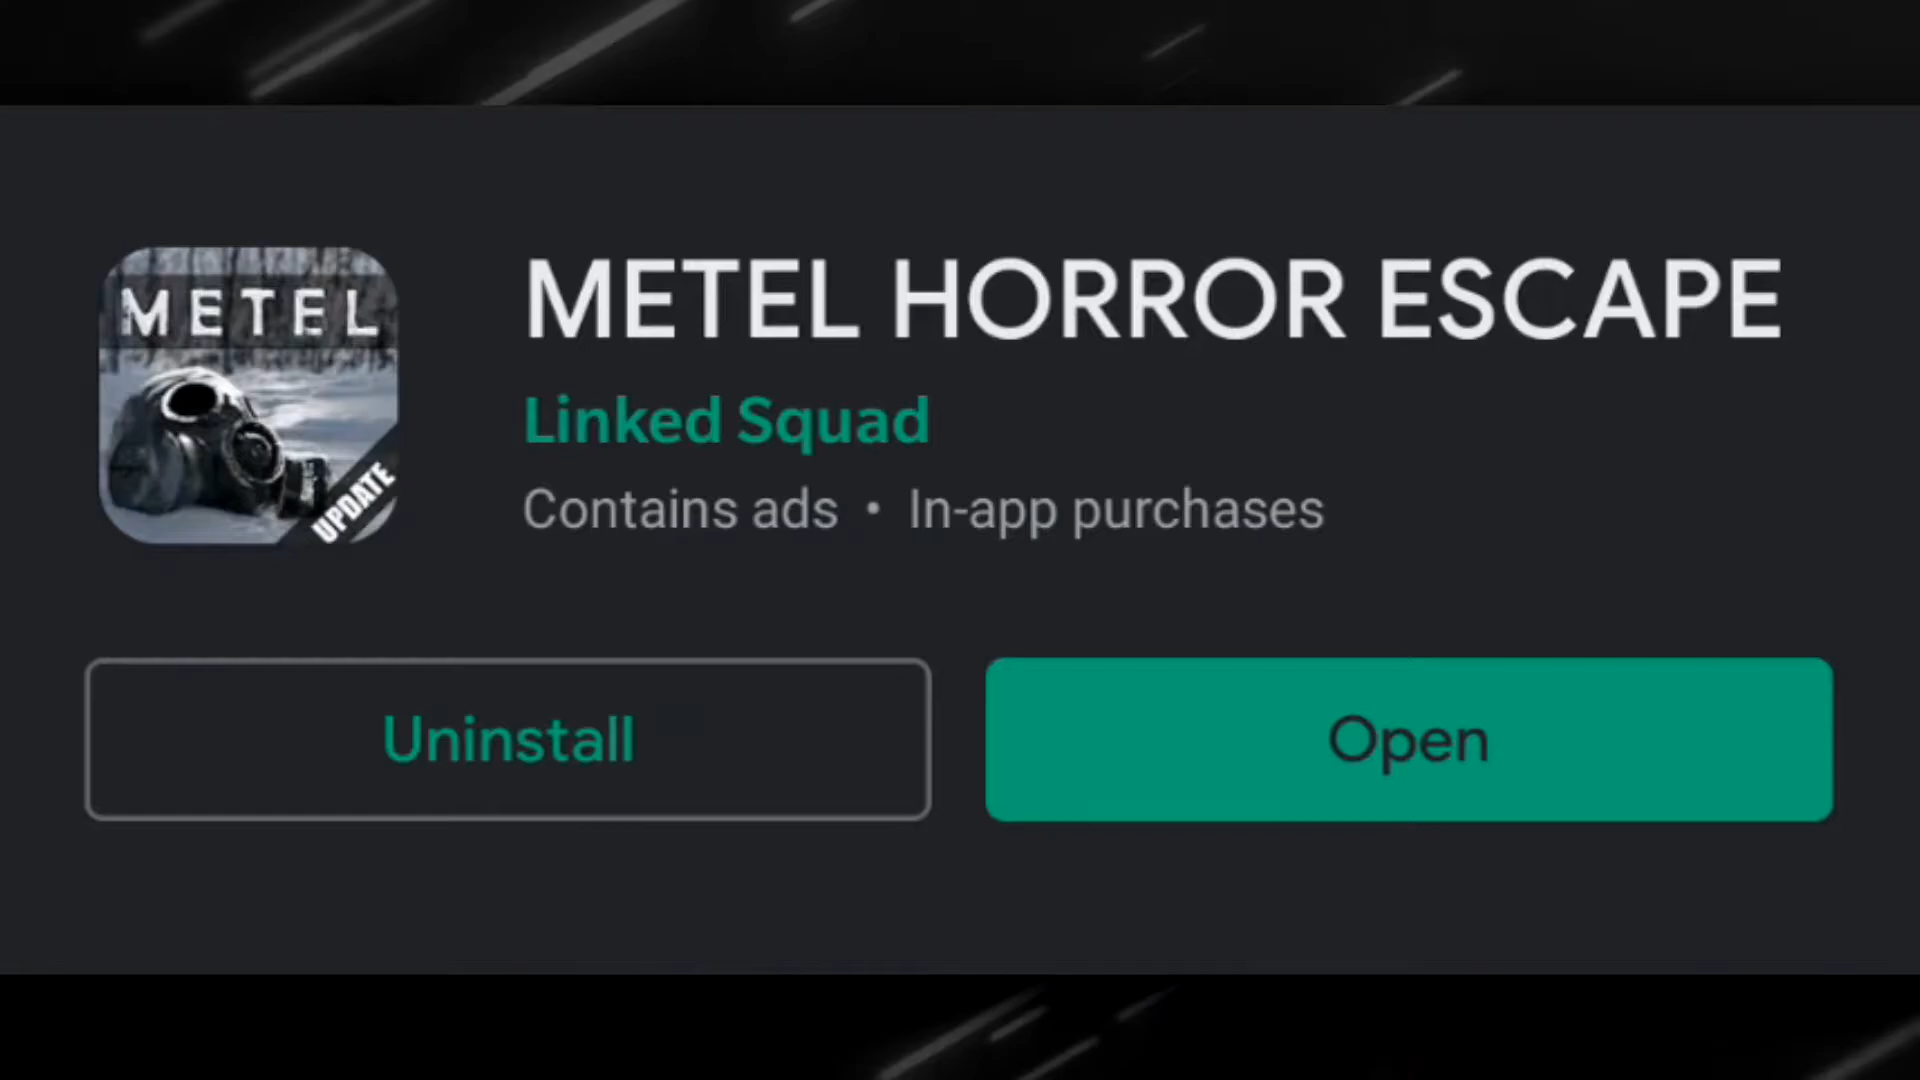 METEL
UPDATE
METEL HORROR ESCAPE
Linked Squad
Contains ads • In-app purchases
Uninstall
Open